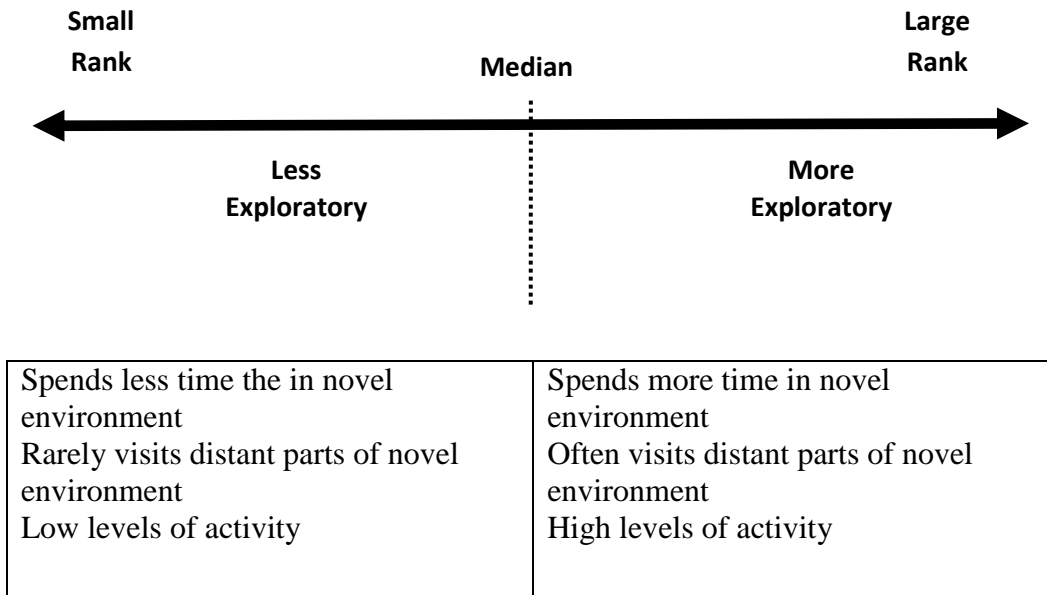 Small
Rank
Median
Large
Rank
Less
Exploratory
More
Exploratory
Spends less time the in novel
environment
Rarely visits distant parts of novel
environment
Low levels of activity
Spends more time in novel
environment
Often visits distant parts of novel
environment
High levels of activity